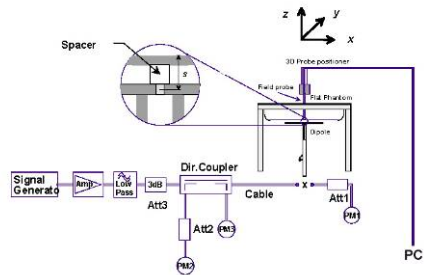 z
y
x
Spacer
s
3D Probe positioner
Field probe
Flat Phantom
Dipole
Dir.Coupler
Signal
Generato
Amp
Low
Pass
3dB
Att3
Cable
x
Att1
Att2
PM3
PM1
PM2
PC